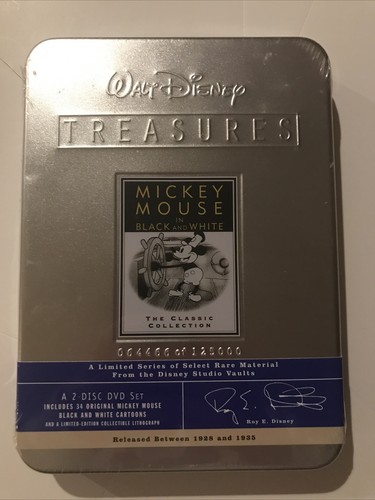 WALT DISNEY
TREASURES
MICKEY
MOUSE
IN
BLACK AND WHITE
THE CLASSIC
COLLECTION
064466 of 125000
A Limited Series of Select Rare Material
From the Disney Studio Vaults
A 2-DISC DVD SET
INCLUDES 34 ORIGINAL MICKEY MOUSE
BLACK AND WHITE CARTOONS
AND A LIMITED-EDITION COLLECTIBLE LITHOGRAPH
Roy E. Disney
Roy E. Disney
Released Between 1928 and 1935